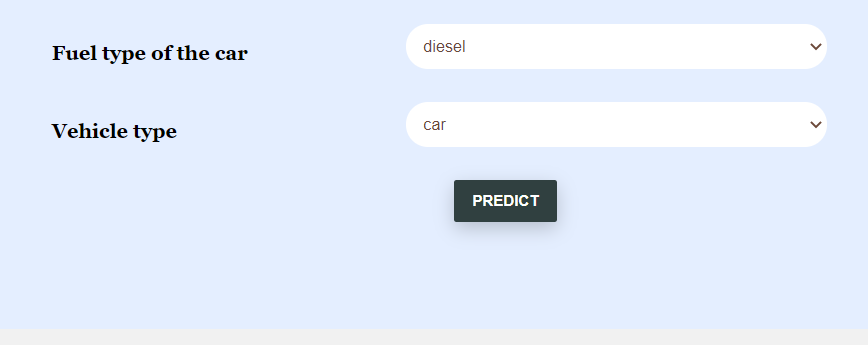 Fuel type of the car
diesel
Vehicle type
car
PREDICT